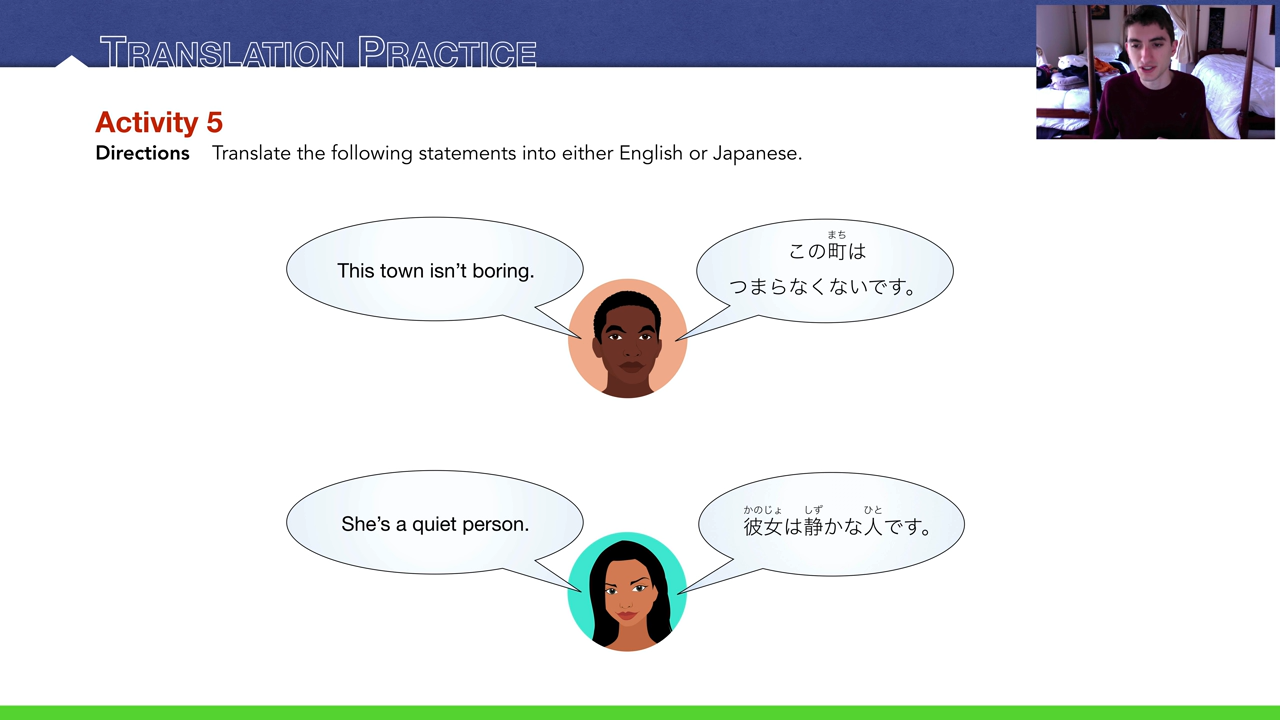 TRANSLATION PRACTICE
Activity 5
Directions Translate the following statements into either English or Japanese.
This town isn't boring.
まち
この町は
つまらなくないです。
She's a quiet person.
かのじょ しず ひと
彼女は静かな人です。